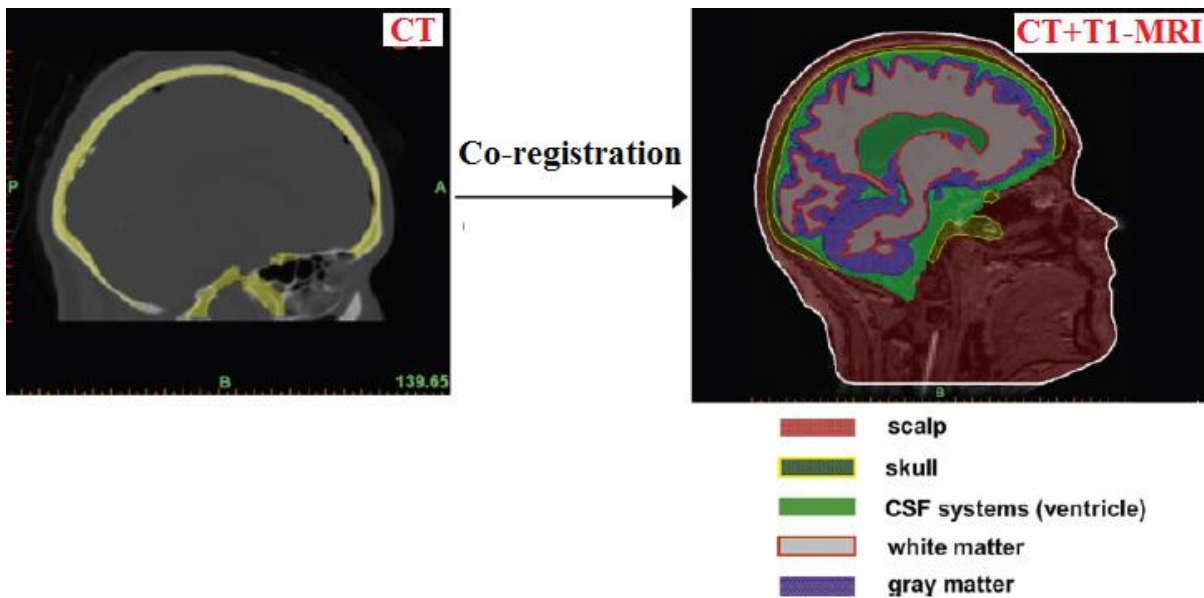 CT
P
A
B
139.65
Co-registration
CT+T1-MRI
B
scalp
skull
CSF systems (ventricle)
white matter
gray matter